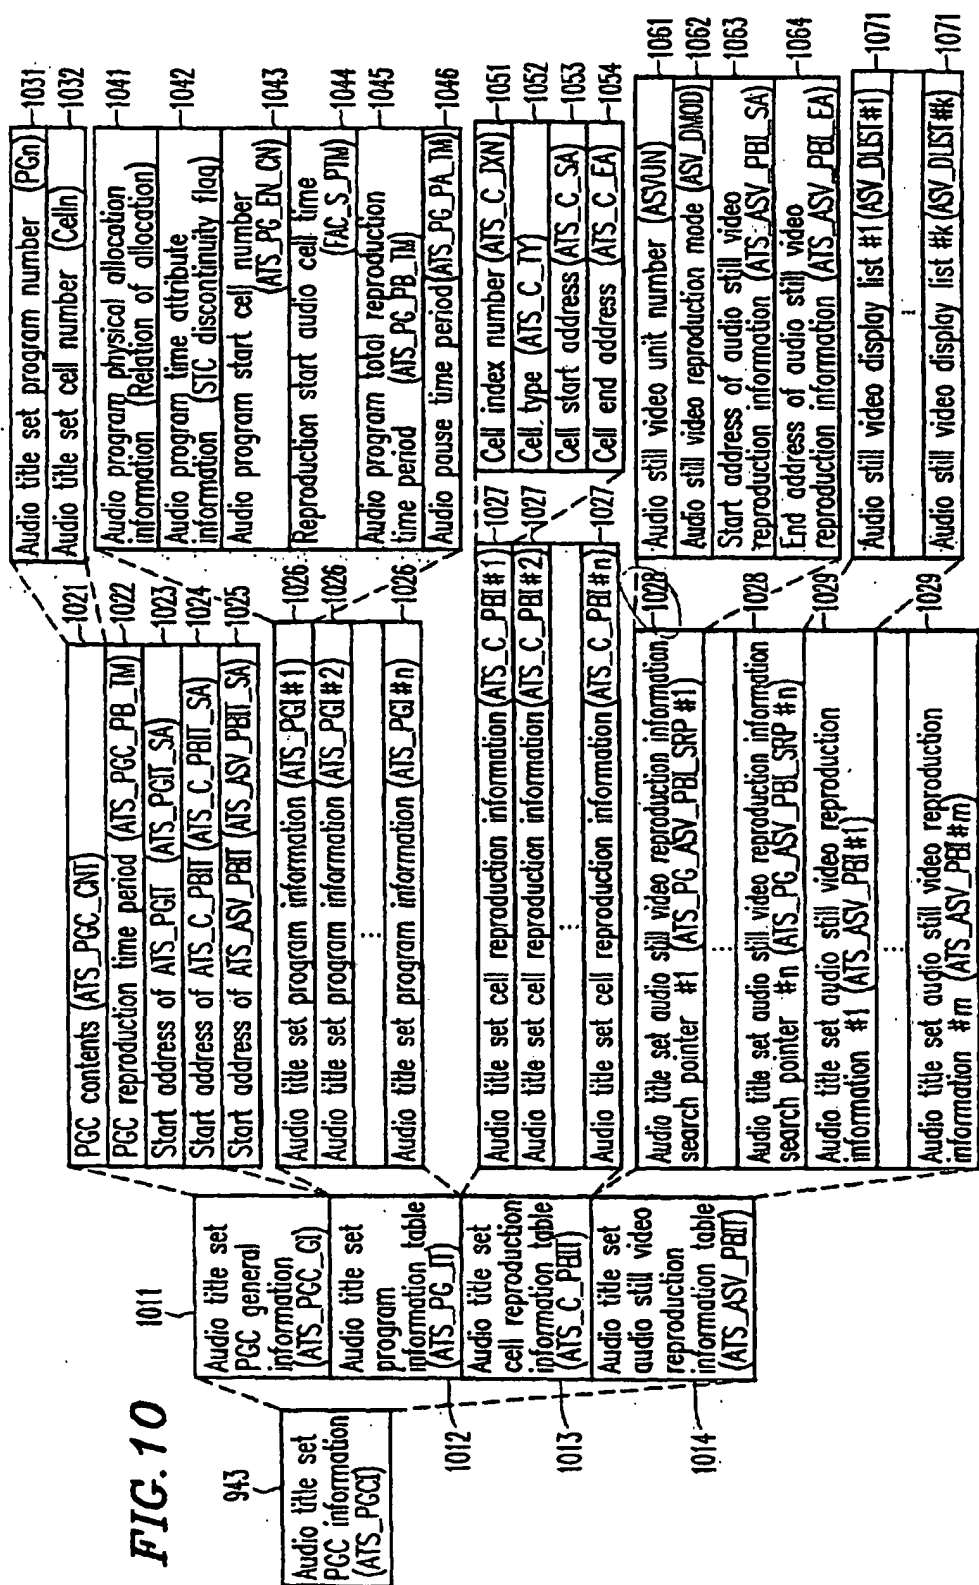 FIG. 10
943
Audio title set
PGC information
(ATS_PGCI)
1011
Audio title set
PGC general
information
(ATS_PGC_GI)
Audio title set
program
information table
(ATS_PG_IT)
1012
Audio title set
cell reproduction
information table
(ATS_C_PBIT)
1013
Audio title set
audio still video
reproduction
information table
(ATS_ASV_PBIT)
1014
PGC contents (ATS_PGC_CNT)
1021
PGC reproduction time period (ATS_PGC_PB_TM)
1022
Start address of ATS_PGIT (ATS_PGIT_SA)
1023
Start address of ATS_C_PBIT (ATS_C_PBIT_SA)
1024
Start address of ATS_ASV_PBIT (ATS_ASV_PBIT_SA)
1025
Audio title set program information (ATS_PGI#1)
1026
Audio title set program information (ATS_PGI#2)
1026
...
Audio title set program information (ATS_PGI#n)
1026
Audio title set cell reproduction information (ATS_C_PBI#1)
1027
Audio title set cell reproduction information (ATS_C_PBI#2)
1027
...
Audio title set cell reproduction information (ATS_C_PBI#n)
1027
Audio title set audio still video reproduction information
search pointer #1 (ATS_PG_ASV_PBI_SRP #1)
1028
...
Audio title set audio still video reproduction information
search pointer #n (ATS_PG_ASV_PBI_SRP #n)
1028
Audio title set audio still video reproduction
information #1 (ATS_ASV_PBI#1)
1029
...
Audio title set audio still video reproduction
information #m (ATS_ASV_PBI#m)
1029
Audio title set program number (PGn)
1031
Audio title set cell number (Celln)
1032
Audio program physical allocation
information (Relation of allocation)
1041
Audio program time attribute
information (STC discontinuity flag)
1042
Audio program start cell number
(ATS_PG_EN_CN)
1043
Reproduction start audio cell time
(FAC_S_PTM)
1044
Audio program total reproduction
time period (ATS_PG_PB_TM)
1045
Audio pause time period (ATS_PG_PA_TM)
1046
Cell index number (ATS_C_IXN)
1051
Cell type (ATS_C_TY)
1052
Cell start address (ATS_C_SA)
1053
Cell end address (ATS_C_EA)
1054
Audio still video unit number (ASVUN)
1061
Audio still video reproduction mode (ASV_DMOD)
1062
Start address of audio still video
reproduction information (ATS_ASV_PBI_SA)
1063
End address of audio still video
reproduction information (ATS_ASV_PBI_EA)
1064
Audio still video display list #1 (ASV_DLIST#1)
1071
...
Audio still video display list #k (ASV_DLIST#k)
1071